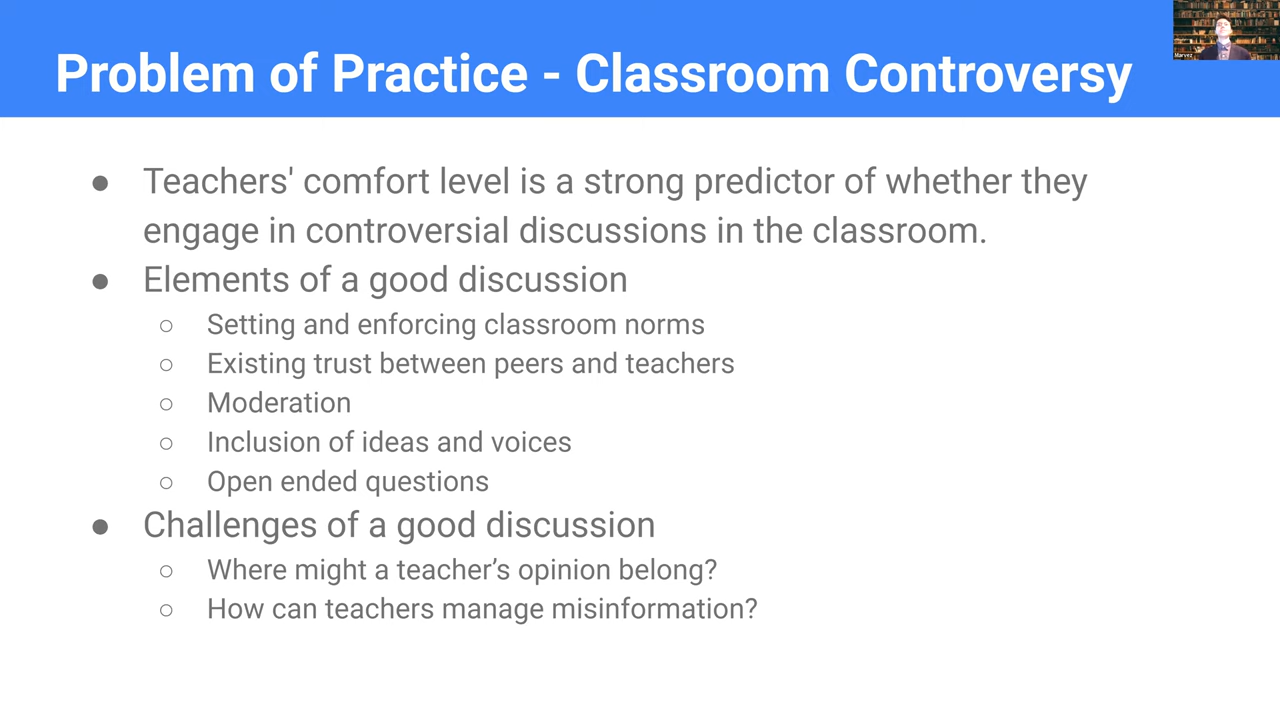 Problem of Practice - Classroom Controversy
● Teachers' comfort level is a strong predictor of whether they
engage in controversial discussions in the classroom.
● Elements of a good discussion
○ Setting and enforcing classroom norms
○ Existing trust between peers and teachers
○ Moderation
○ Inclusion of ideas and voices
○ Open ended questions
● Challenges of a good discussion
○ Where might a teacher’s opinion belong?
○ How can teachers manage misinformation?